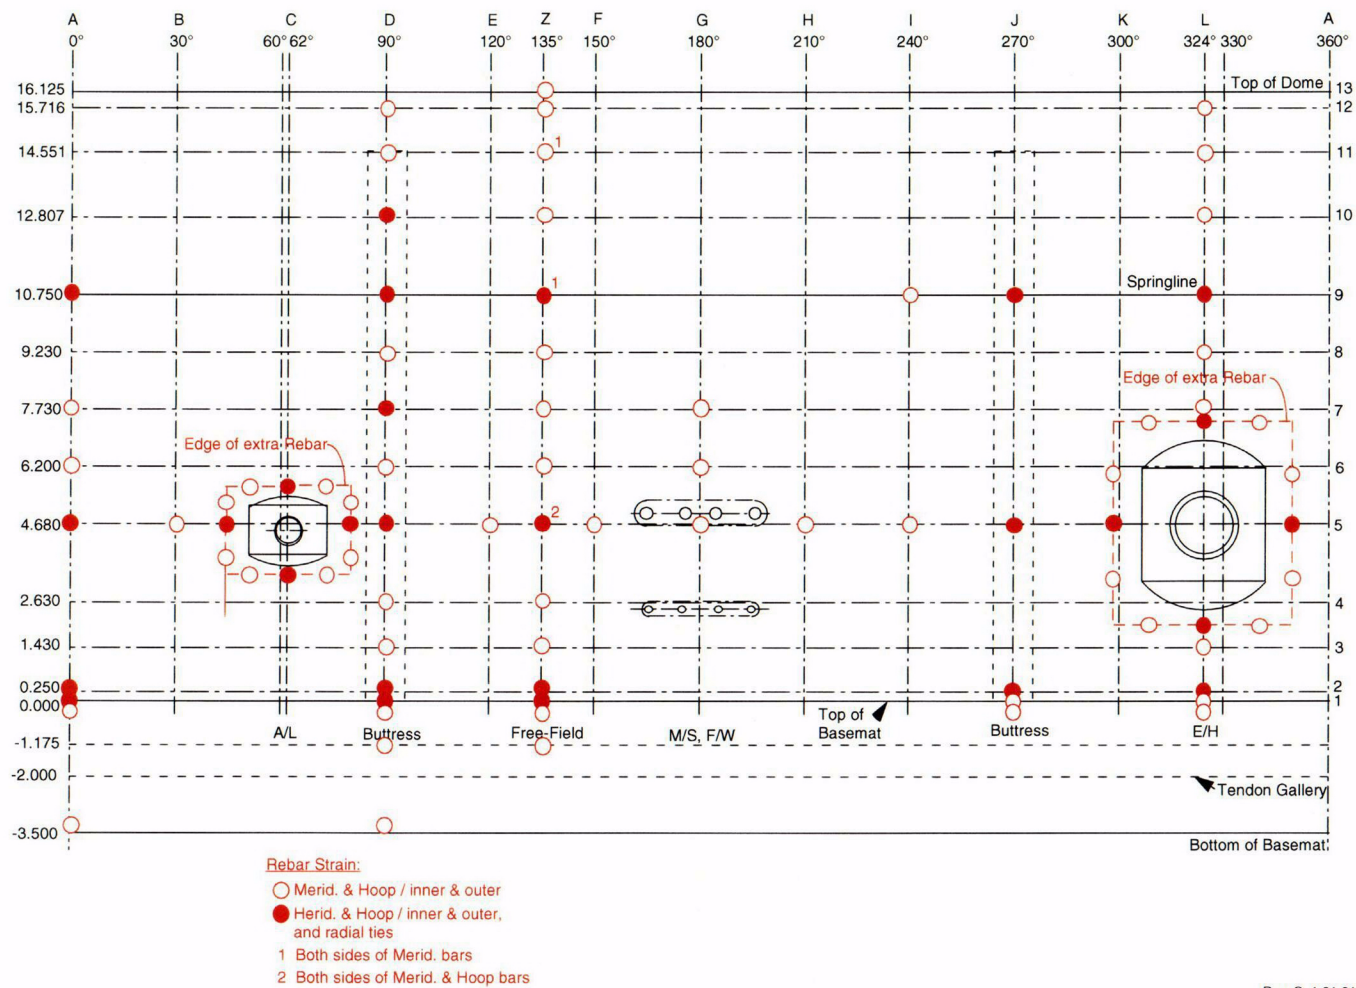 A B C D E Z F G H I J K L A
0° 30° 60° 62° 90° 120° 135° 150° 180° 210° 240° 270° 300° 324° 330° 360°
16.125 Top of Dome 13
15.716 12
1
14.551 11
12.807 10
1
Springline
10.750 9
9.230 8
Edge of extra Rebar
7.730 7
Edge of extra Rebar
6.200 6
2
4.680 5
2.630 4
1.430 3
0.250 2
0.000 1
Top of
Basemat
A/L Buttress Free-Field M/S, F/W Buttress E/H
-1.175
-2.000
Tendon Gallery
-3.500
Bottom of Basemat
Rebar Strain:
Merid. & Hoop / inner & outer
Herid. & Hoop / inner & outer,
and radial ties
1 Both sides of Merid. bars
2 Both sides of Merid. & Hoop bars